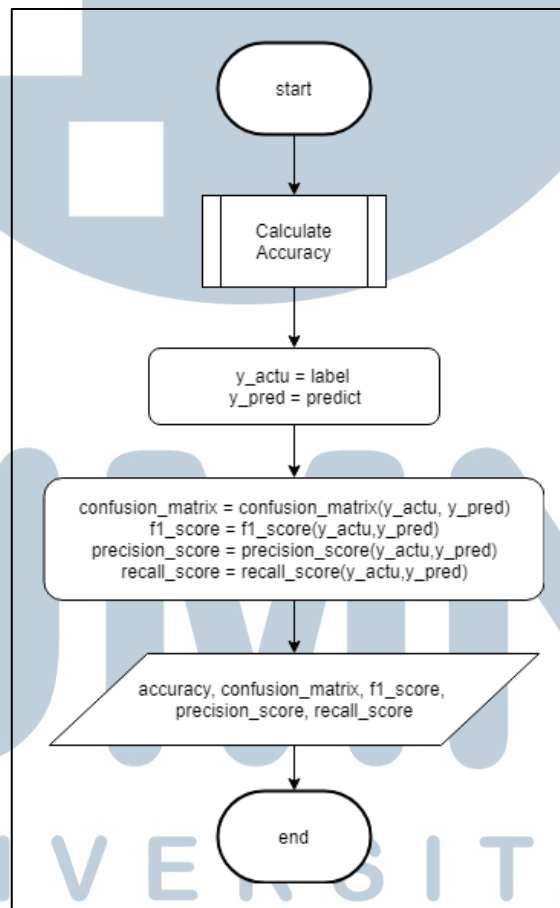 start
Calculate
Accuracy
y_actu = label
y_pred = predict
confusion_matrix = confusion_matrix(y_actu, y_pred)
f1_score = f1_score(y_actu,y_pred)
precision_score = precision_score(y_actu,y_pred)
recall_score = recall_score(y_actu,y_pred)
accuracy, confusion_matrix, f1_score,
precision_score, recall_score
end